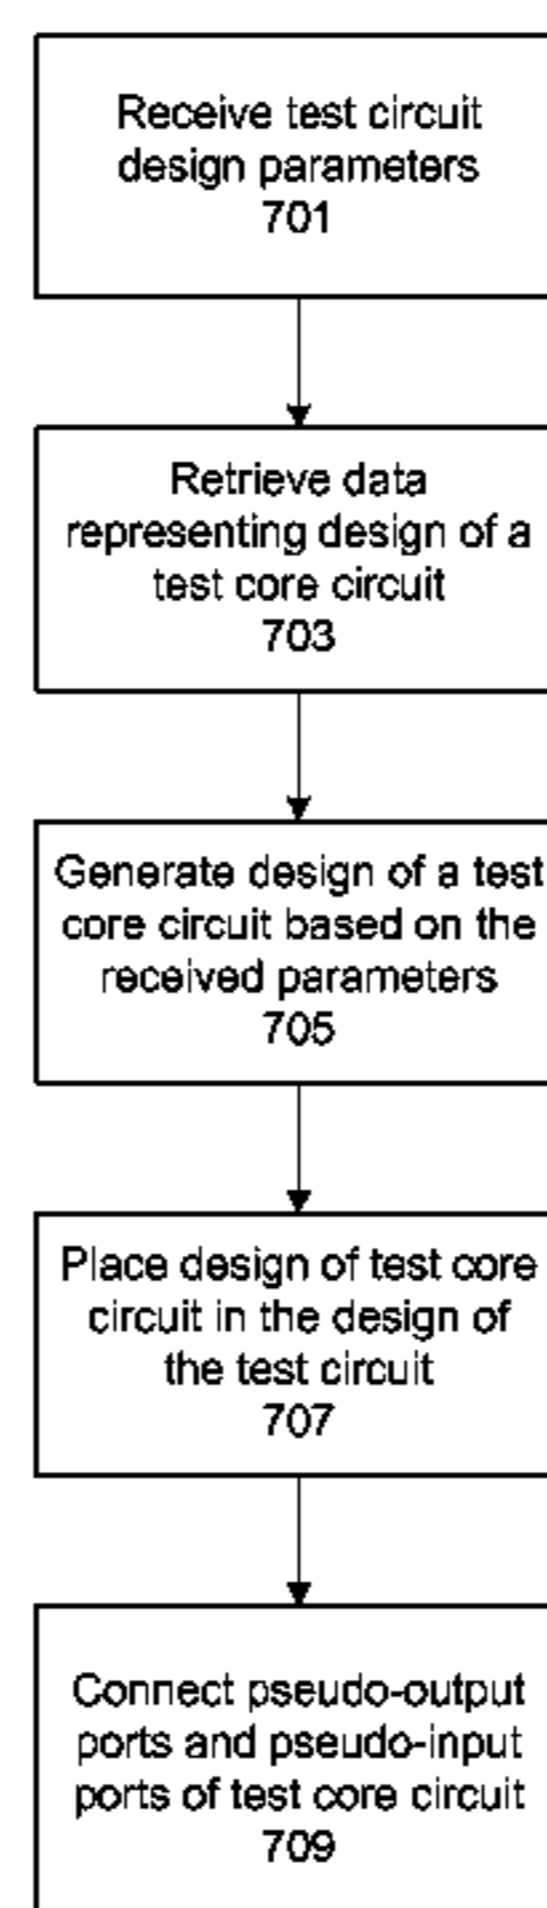 Receive test circuit
design parameters
701
Retrieve data
representing design of a
test core circuit
703
Generate design of a test
core circuit based on the
received parameters
705
Place design of test core
circuit in the design of
the test circuit
707
Connect pseudo-output
ports and pseudo-input
ports of test core circuit
709